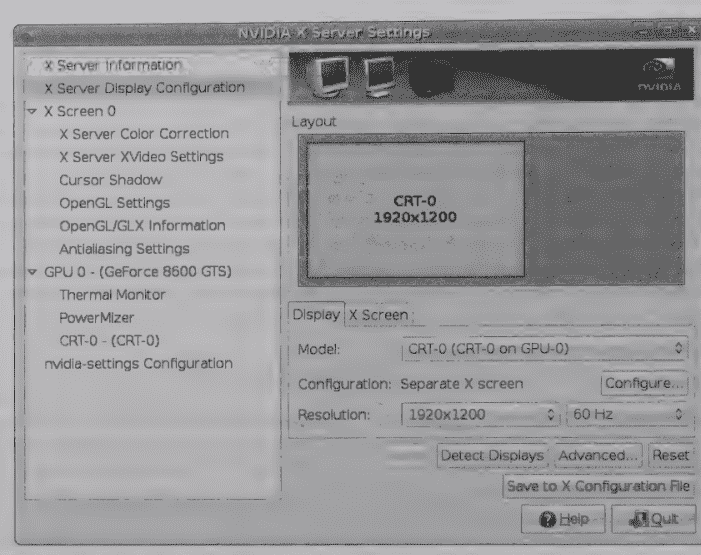 NVIDIA X Server Settings
X Server Information
X Server Display Configuration
X Screen 0
X Server Color Correction
X Server XVideo Settings
Cursor Shadow
OpenGL Settings
OpenGL/GLX Information
Antialiasing Settings
GPU 0 - (GeForce 8600 GTS)
Thermal Monitor
PowerMizer
CRT-0 - (CRT-0)
nvidia-settings Configuration
nVIDIA
Layout
CRT-0
1920x1200
Display X Screen
Model: CRT-0 (CRT-0 on GPU-0)
Configuration: Separate X screen Configure...
Resolution: 1920x1200 60 Hz
Detect Displays Advanced... Reset
Save to X Configuration File
Help Quit